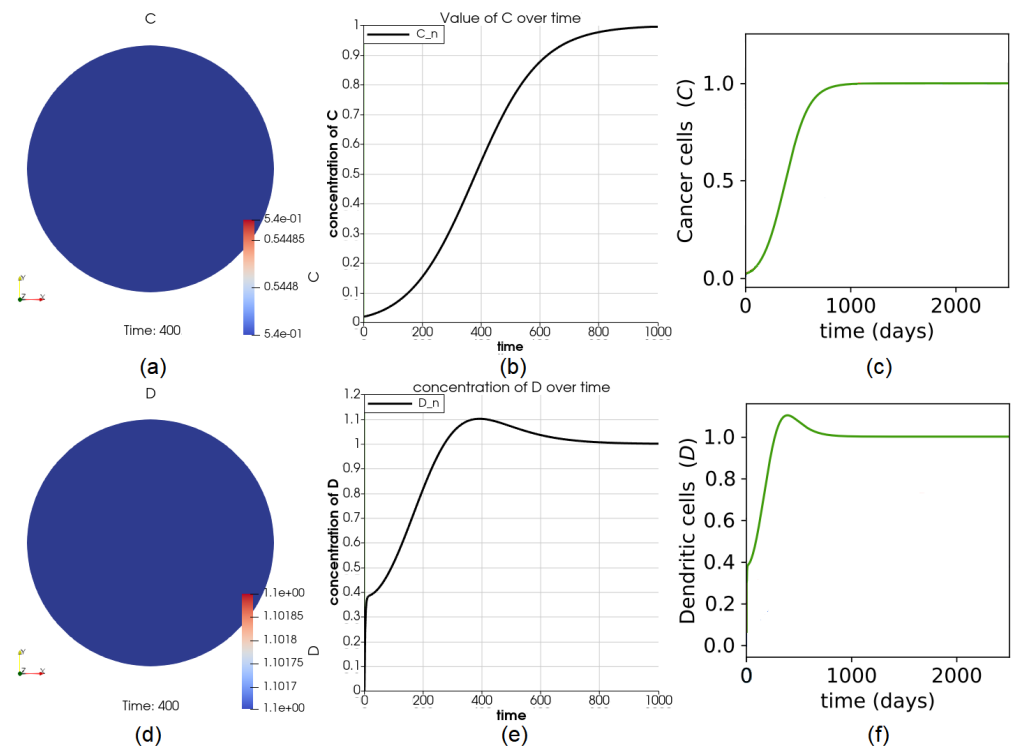 C
5.4e-01
0.54485
0.5448
5.4e-01
C
Y
Z
X
Time: 400
(a)
Value of C over time
C_n
1
0.9
0.8
0.7
0.6
0.5
0.4
0.3
0.2
0.1
0
concentration of C
0
200
400
600
800
1000
time
(b)
1.0
0.5
0.0
Cancer cells (C)
0
1000
2000
time (days)
(c)
D
1.1e+00
1.10185
1.1018
1.10175
1.1017
1.1e+00
D
Y
Z
X
Time: 400
(d)
concentration of D over time
D_n
1.2
1.1
1
0.9
0.8
0.7
0.6
0.5
0.4
0.3
0.2
0.1
0
concentration of D
0
200
400
600
800
1000
time
(e)
1.0
0.8
0.6
0.4
0.2
0.0
Dendritic cells (D)
0
1000
2000
time (days)
(f)